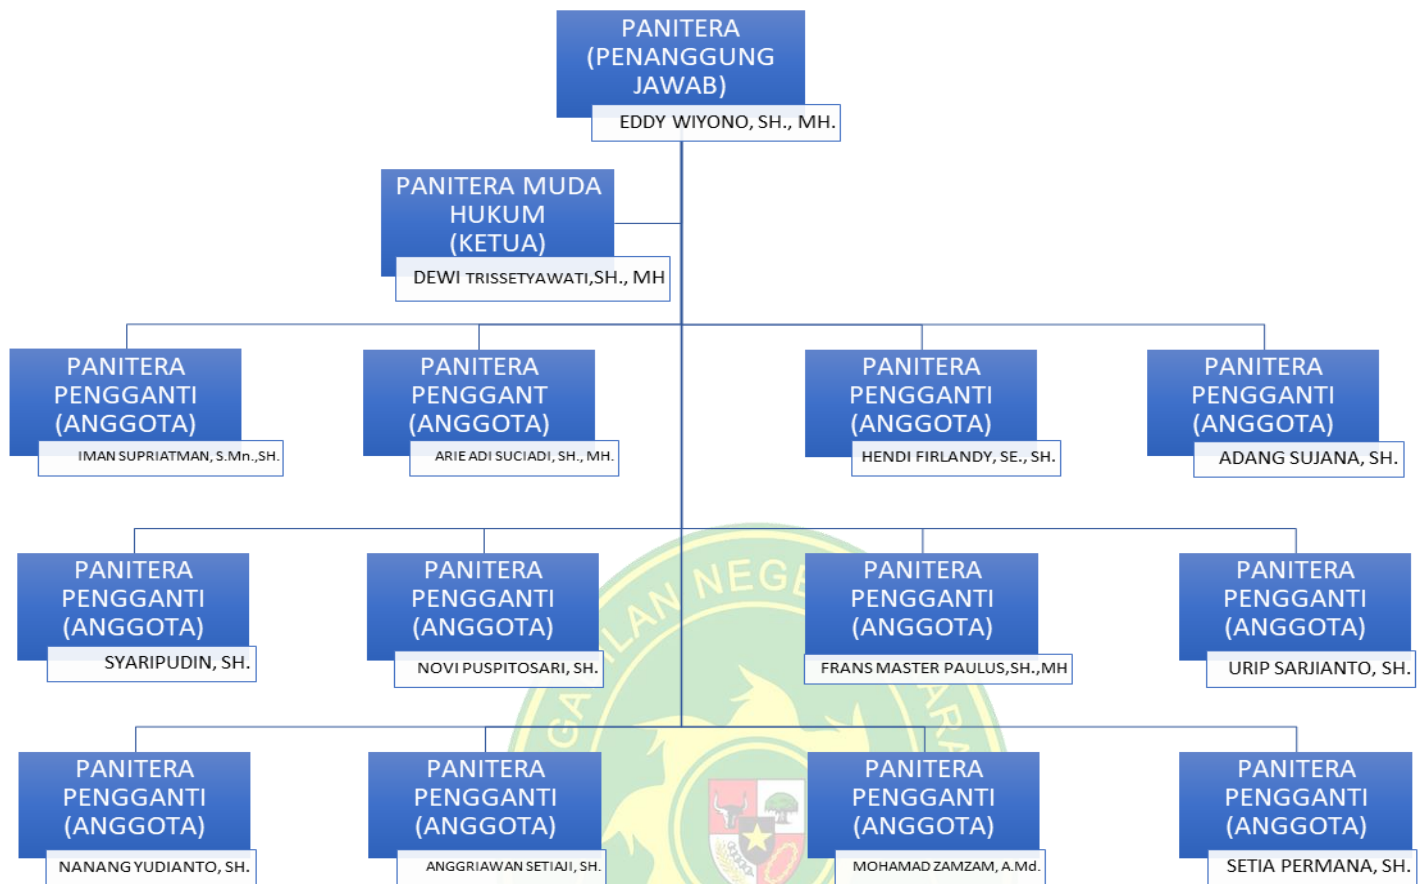 PANITERA
(PENANGGUNG
JAWAB)
EDDY WIYONO, SH., MH.
PANITERA MUDA
HUKUM
(KETUA)
DEWI TRISSETYAWATI,SH., MH
PANITERA
PENGGANTI
(ANGGOTA)
IMAN SUPRIATMAN, S.Mn.,SH.
PANITERA
PENGGANT
(ANGGOTA)
ARIE ADI SUCIADI, SH., MH.
PANITERA
PENGGANTI
(ANGGOTA)
HENDI FIRLANDY, SE., SH.
PANITERA
PENGGANTI
(ANGGOTA)
ADANG SUJANA, SH.
PANITERA
PENGGANTI
(ANGGOTA)
SYARIPUDIN, SH.
PANITERA
PENGGANTI
(ANGGOTA)
NOVI PUSPITOSARI, SH.
PANITERA
PENGGANTI
(ANGGOTA)
FRANS MASTER PAULUS,SH.,MH
PANITERA
PENGGANTI
(ANGGOTA)
URIP SARJIANTO, SH.
PANITERA
PENGGANTI
(ANGGOTA)
NANANG YUDIANTO, SH.
PANITERA
PENGGANTI
(ANGGOTA)
ANGGRIAWAN SETIAJI, SH.
PANITERA
PENGGANTI
(ANGGOTA)
MOHAMAD ZAMZAM, A.Md.
PANITERA
PENGGANTI
(ANGGOTA)
SETIA PERMANA, SH.